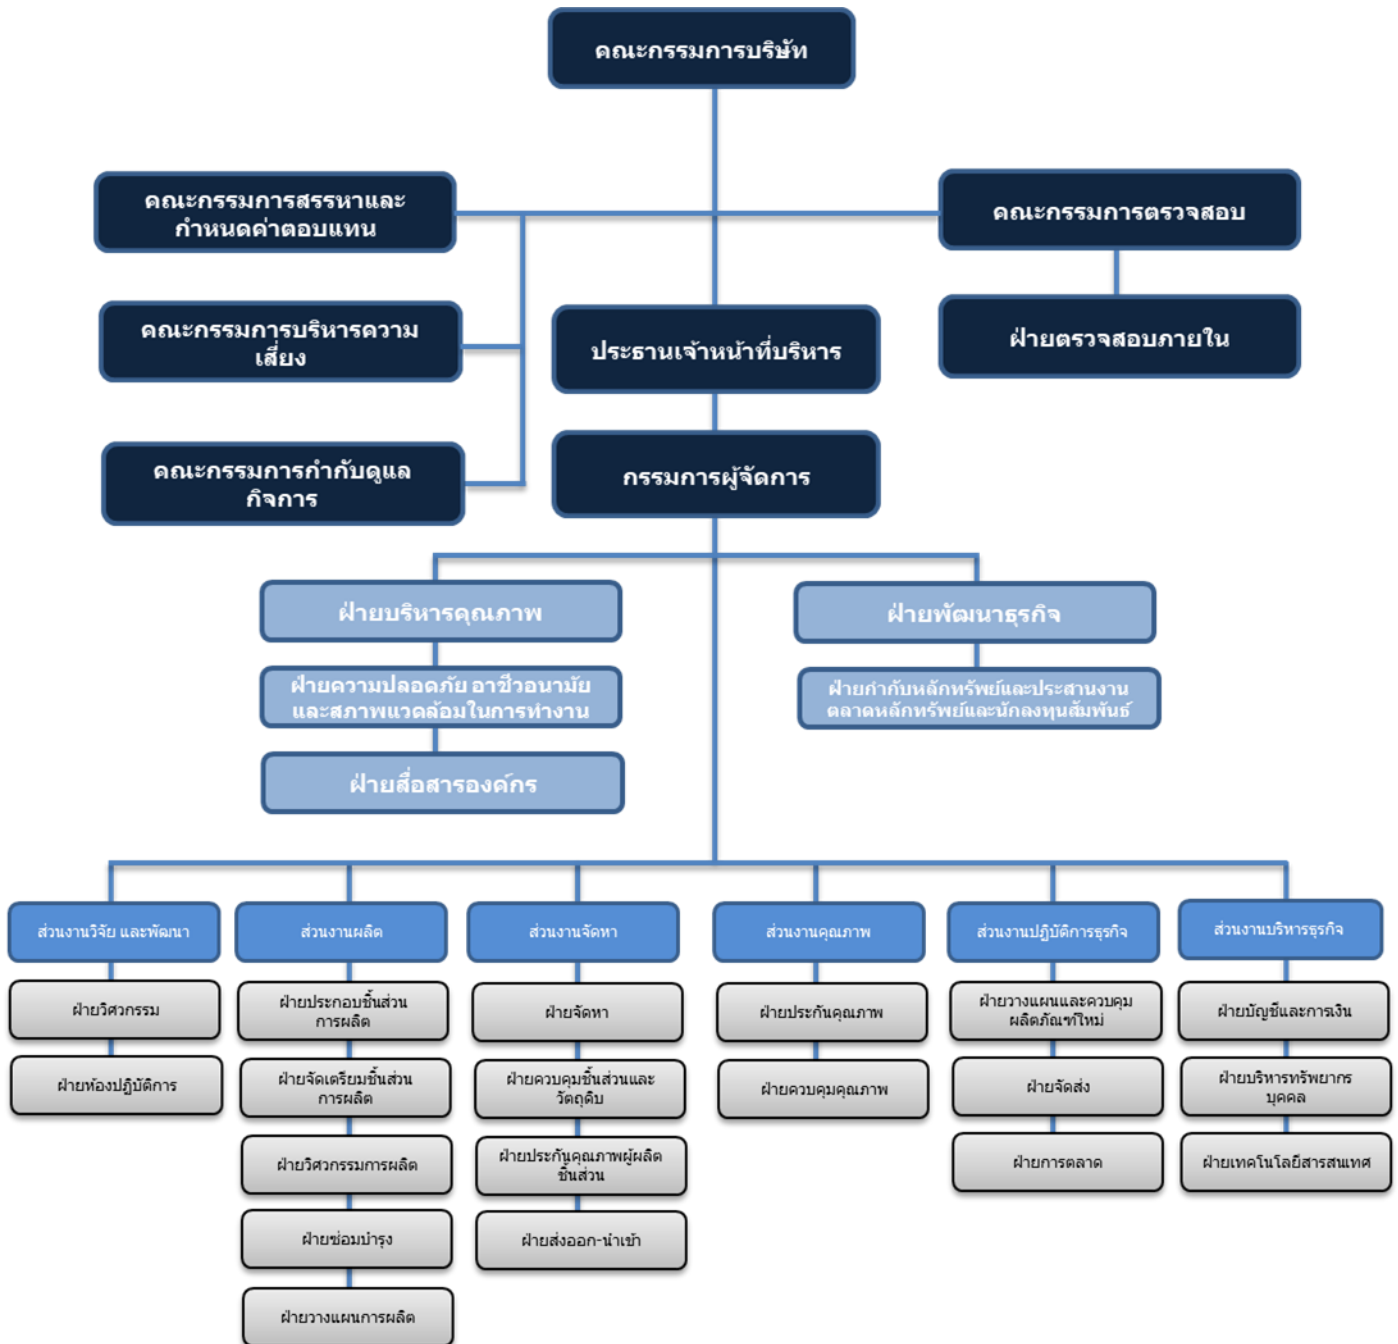 คณะกรรมการบริษัท
คณะกรรมการสรรหาและ
กำหนดค่าตอบแทน
คณะกรรมการตรวจสอบ
คณะกรรมการบริหารความ
เสี่ยง
ประธานเจ้าหน้าที่บริหาร
ฝ่ายตรวจสอบภายใน
คณะกรรมการกำกับดูแล
กิจการ
กรรมการผู้จัดการ
ฝ่ายบริหารคุณภาพ
ฝ่ายพัฒนาธุรกิจ
ฝ่ายความปลอดภัย อาชีวอนามัย
และสภาพแวดล้อมในการทำงาน
ฝ่ายกำกับหลักทรัพย์และประสานงาน
ตลาดหลักทรัพย์และนักลงทุนสัมพันธ์
ฝ่ายสื่อสารองค์กร
ส่วนงานวิจัย และพัฒนา
ฝ่ายวิศวกรรม
ฝ่ายห้องปฏิบัติการ
ส่วนงานผลิต
ฝ่ายประกอบชิ้นส่วน
การผลิต
ฝ่ายจัดเตรียมชิ้นส่วน
การผลิต
ฝ่ายวิศวกรรมการผลิต
ฝ่ายซ่อมบำรุง
ฝ่ายวางแผนการผลิต
ส่วนงานจัดหา
ฝ่ายจัดหา
ฝ่ายควบคุมชิ้นส่วนและ
วัตถุดิบ
ฝ่ายประกันคุณภาพผู้ผลิต
ชิ้นส่วน
ฝ่ายส่งออก-นำเข้า
ส่วนงานคุณภาพ
ฝ่ายประกันคุณภาพ
ฝ่ายควบคุมคุณภาพ
ส่วนงานปฏิบัติการธุรกิจ
ฝ่ายวางแผนและควบคุม
ผลิตภัณฑ์ใหม่
ฝ่ายจัดส่ง
ฝ่ายการตลาด
ส่วนงานบริหารธุรกิจ
ฝ่ายบัญชีและการเงิน
ฝ่ายบริหารทรัพยากร
บุคคล
ฝ่ายเทคโนโลยีสารสนเทศ